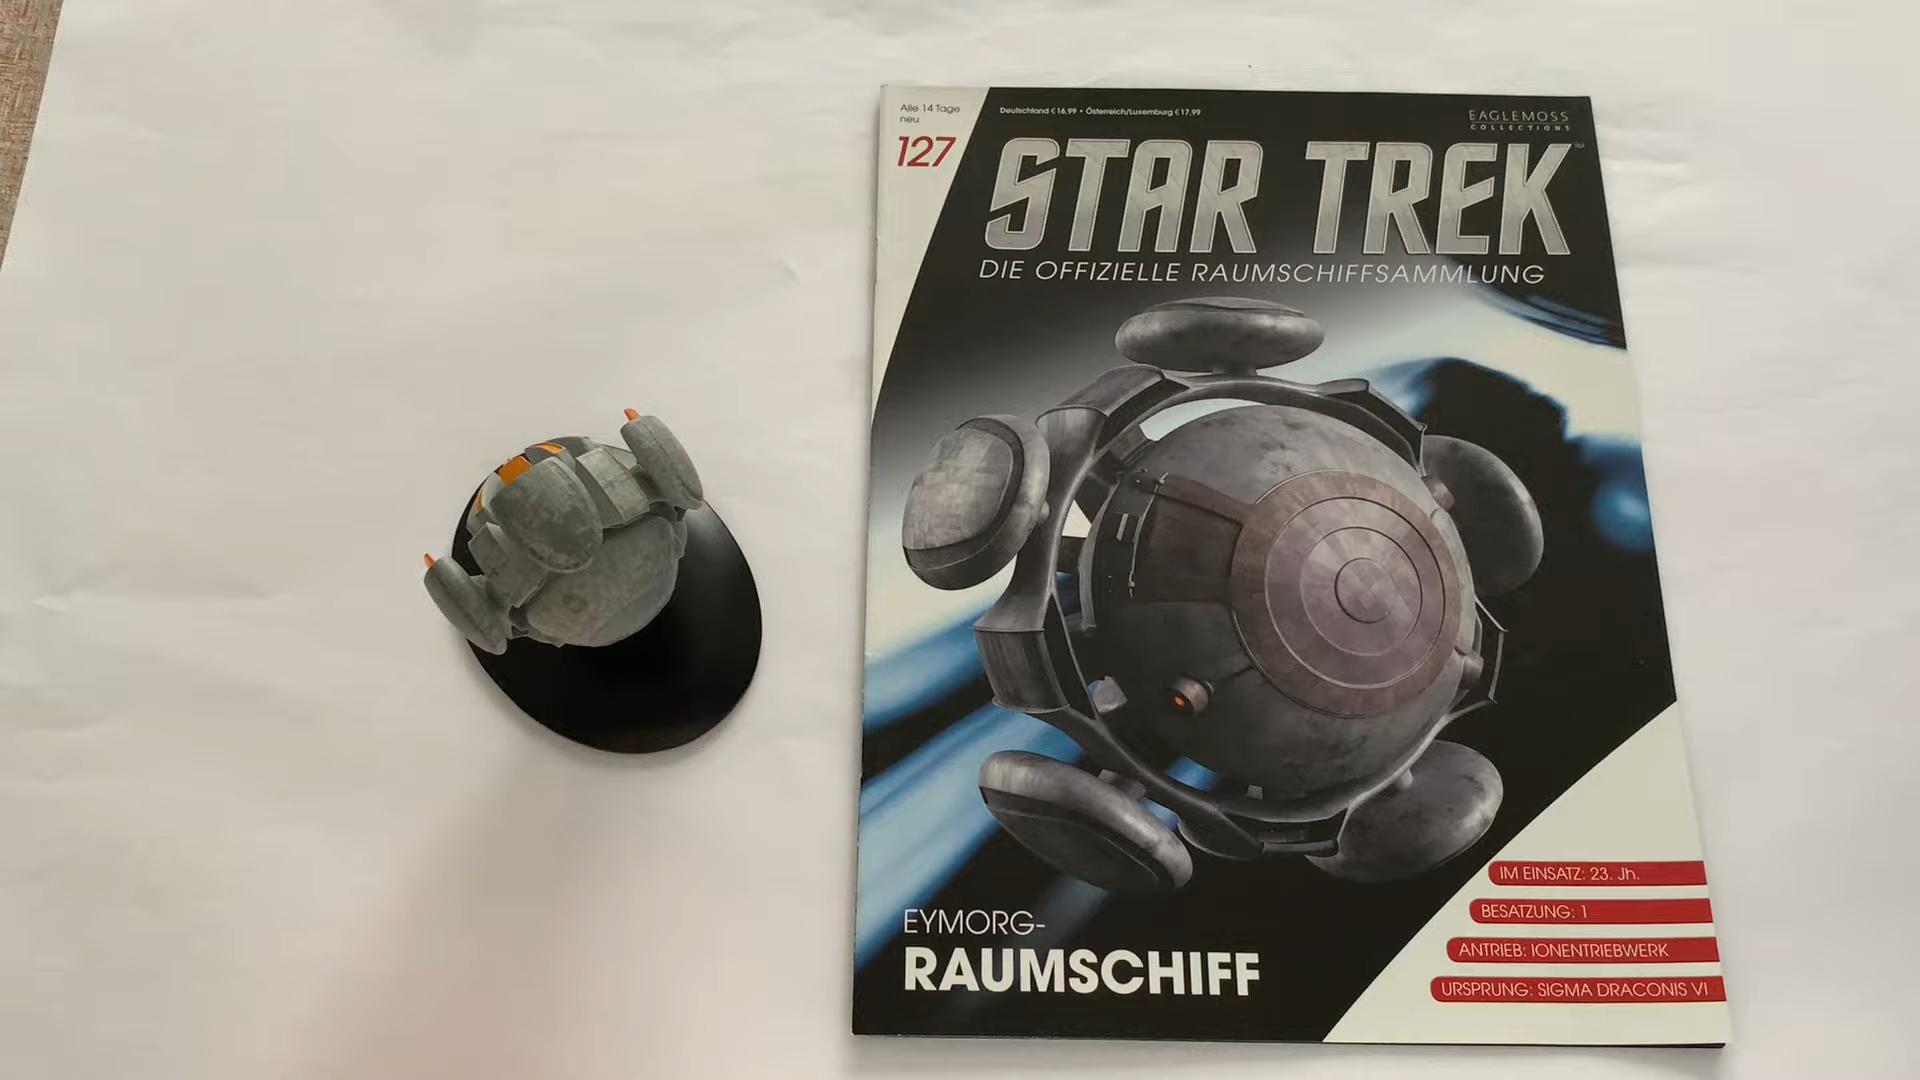 Alle 14 Tage
neu
127
Deutschland € 16,99 • Österreich/Luxemburg € 17,99
EAGLEMOSS
COLLECTIONS
STAR TREK™
DIE OFFIZIELLE RAUMSCHIFFSAMMLUNG
EYMORG-
RAUMSCHIFF
IM EINSATZ: 23. Jh.
BESATZUNG: 1
ANTRIEB: IONENTRIEBWERK
URSPRUNG: SIGMA DRACONIS VI